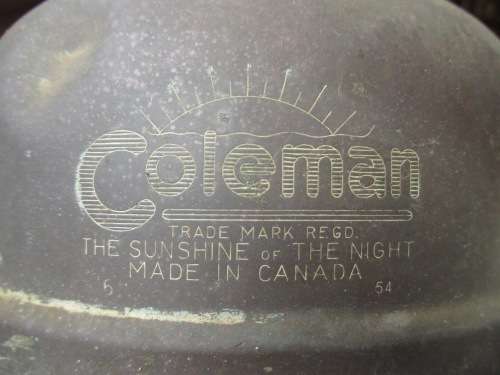 Coleman
TRADE MARK REGD.
THE SUNSHINE OF THE NIGHT
MADE IN CANADA
5 54